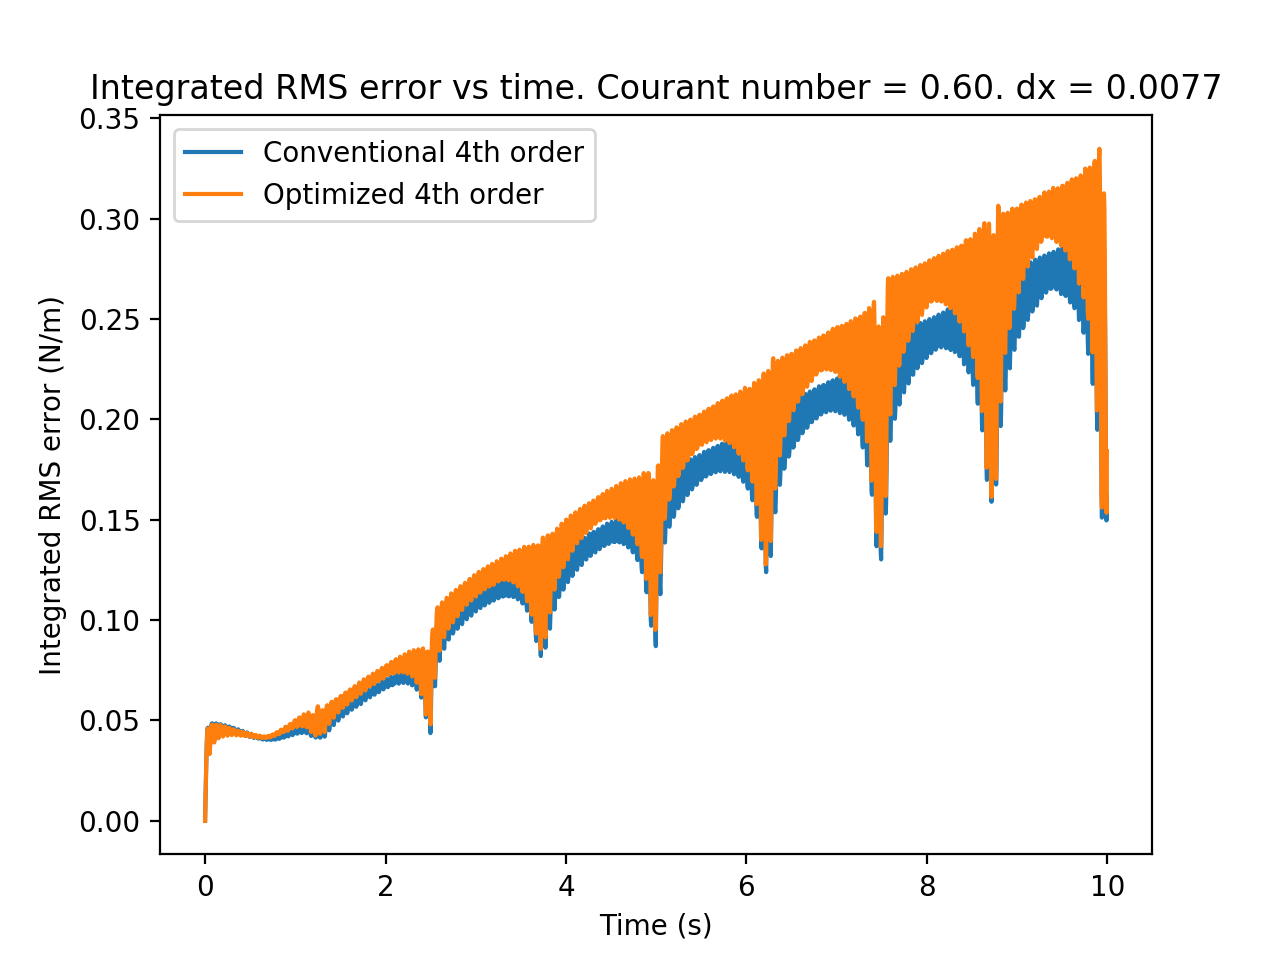 Integrated RMS error vs time. Courant number = 0.60. dx = 0.0077
Conventional 4th order
Optimized 4th order
Integrated RMS error (N/m)
0.35
0.30
0.25
0.20
0.15
0.10
0.05
0.00
0 2 4 6 8 10
Time (s)